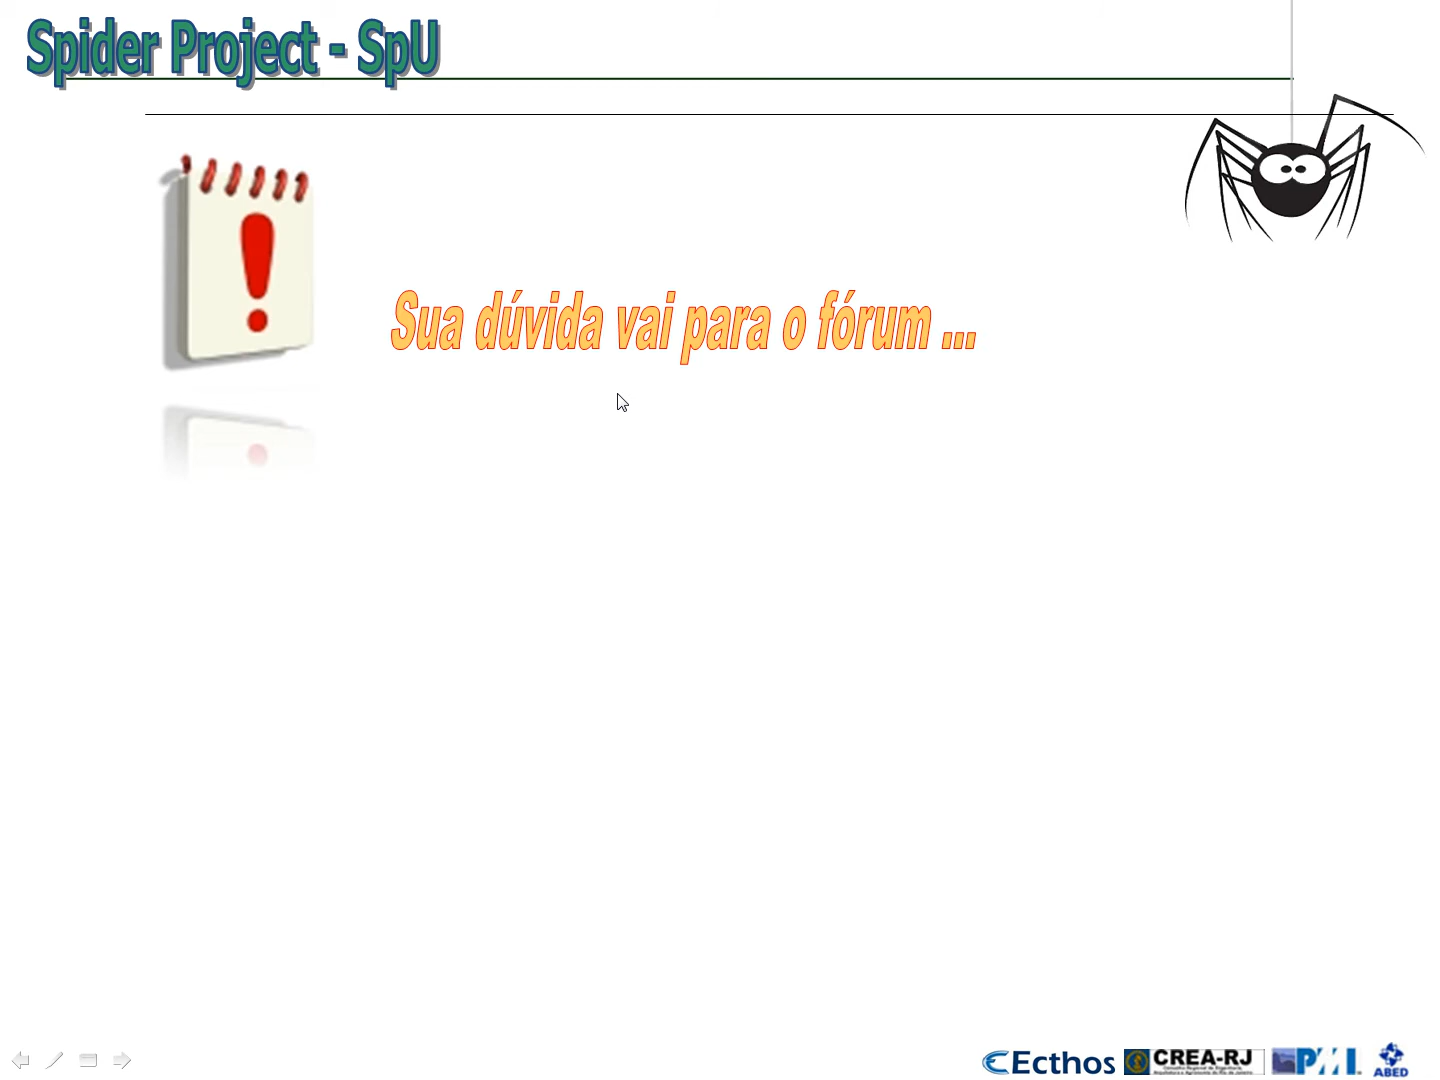 Spider Project - SpU
Sua dúvida vai para o fórum ...
Ecthos
CREA-RJ
PMI
ABED